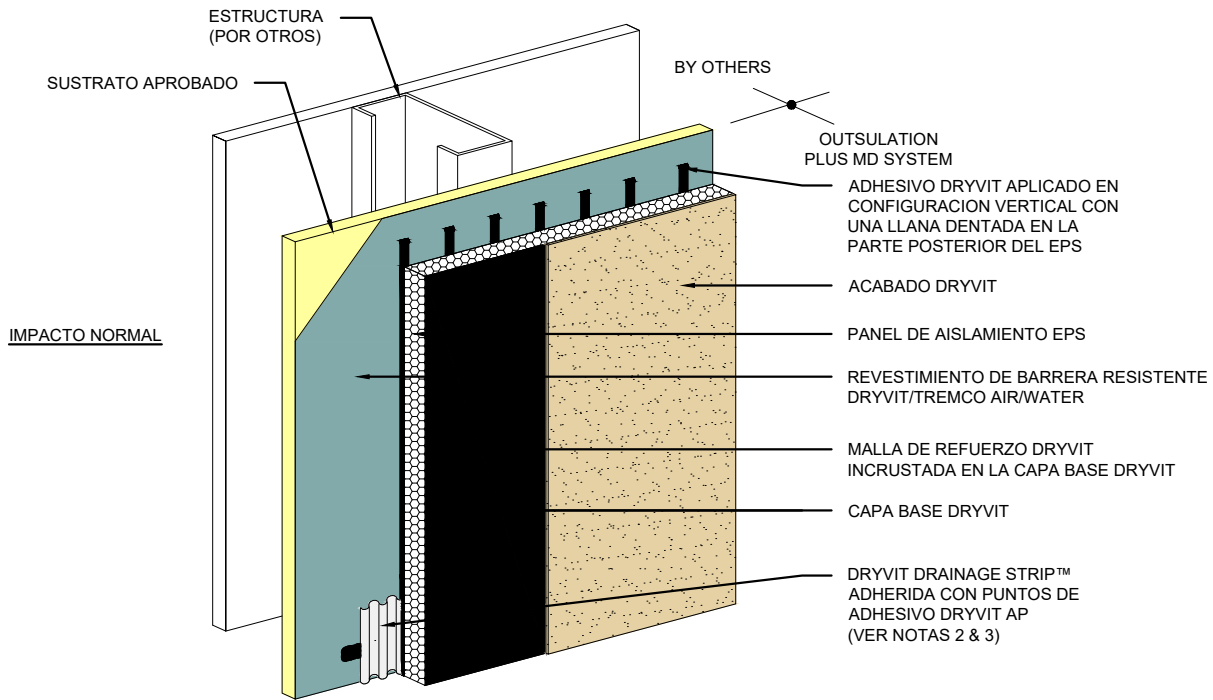 ESTRUCTURA
(POR OTROS)
SUSTRATO APROBADO
BY OTHERS
OUTSULATION
PLUS MD SYSTEM
ADHESIVO DRYVIT APLICADO EN
CONFIGURACION VERTICAL CON
UNA LLANA DENTADA EN LA
PARTE POSTERIOR DEL EPS
ACABADO DRYVIT
IMPACTO NORMAL
PANEL DE AISLAMIENTO EPS
REVESTIMIENTO DE BARRERA RESISTENTE
DRYVIT/TREMCO AIR/WATER
MALLA DE REFUERZO DRYVIT
INCRUSTADA EN LA CAPA BASE DRYVIT
CAPA BASE DRYVIT
DRYVIT DRAINAGE STRIP™
ADHERIDA CON PUNTOS DE
ADHESIVO DRYVIT AP
(VER NOTAS 2 & 3)